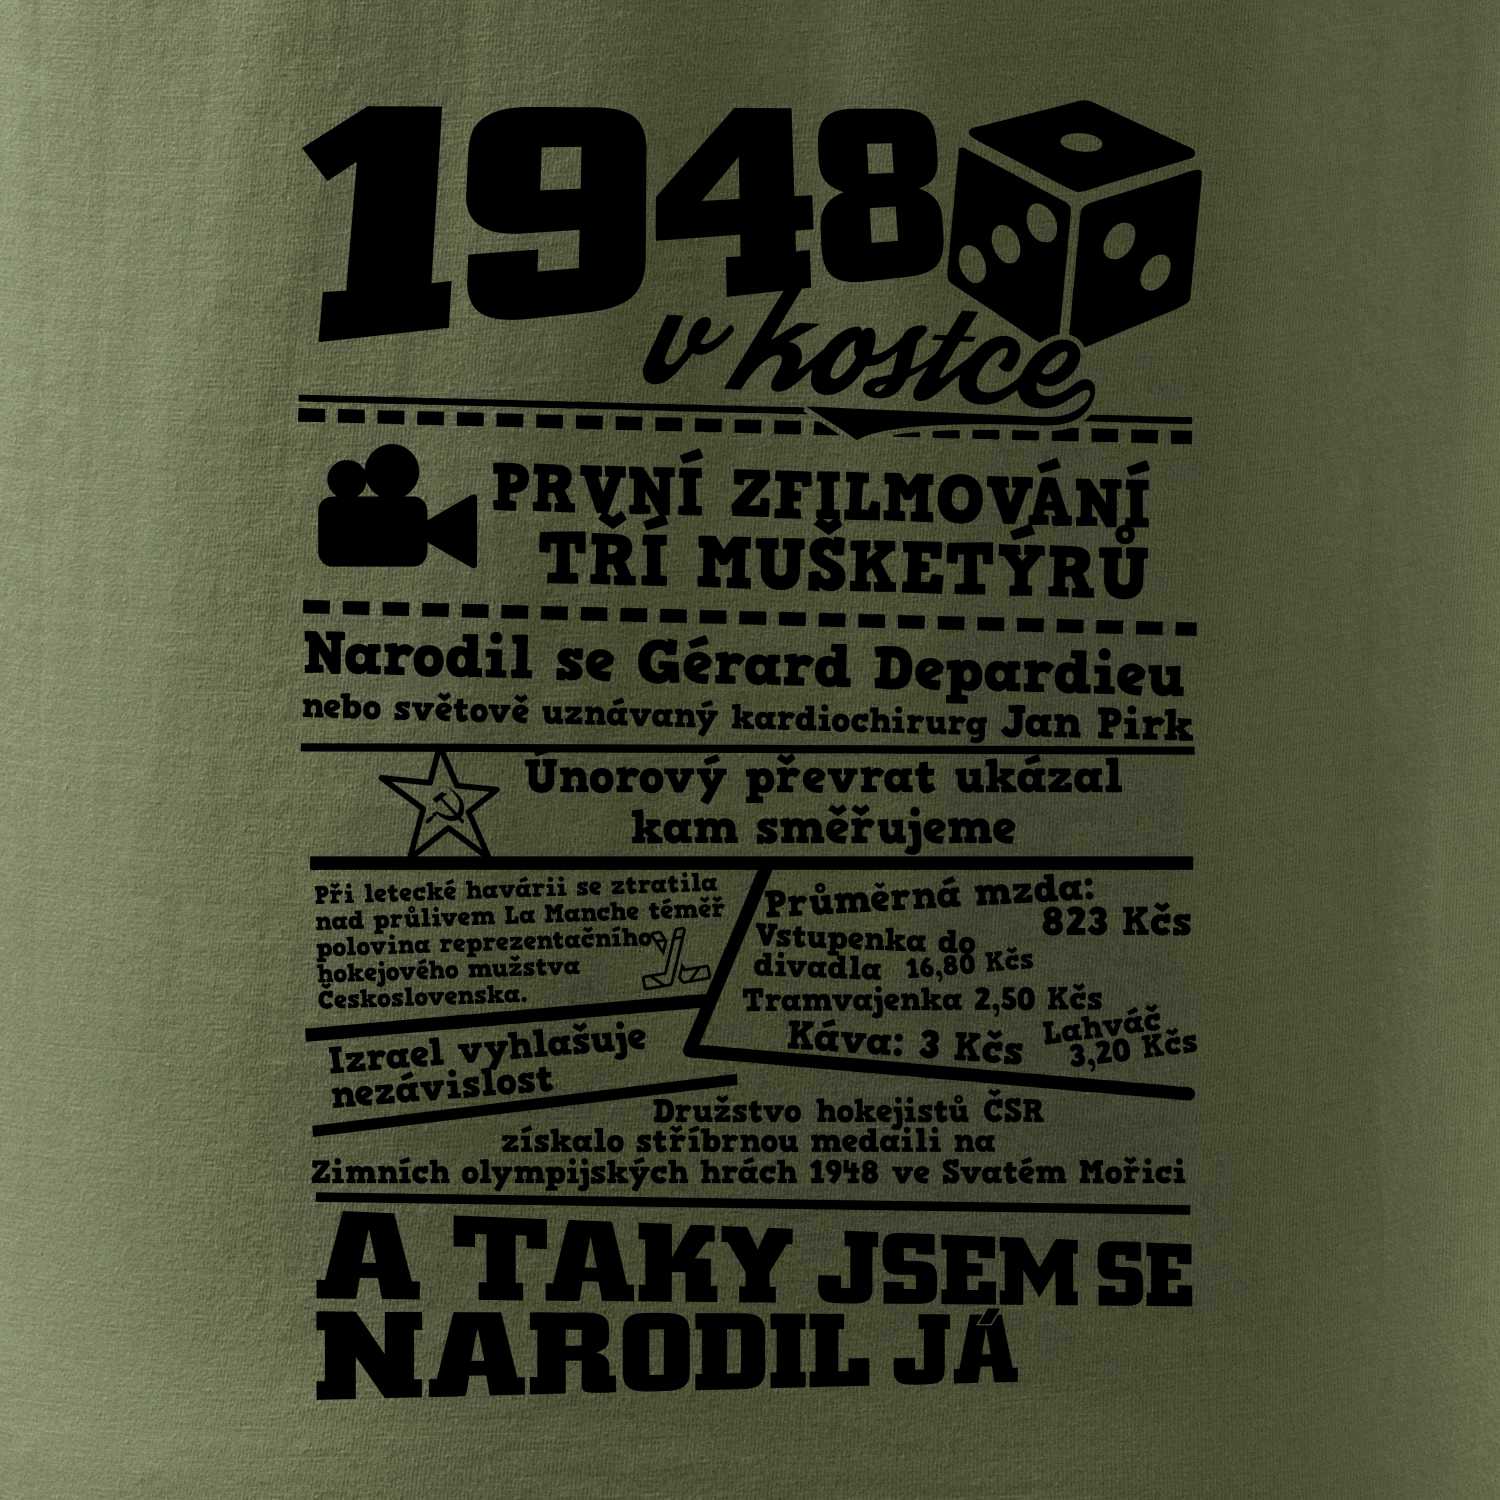 1948
v kostce
PRVNÍ ZFILMOVÁNÍ
TŘÍ MUŠKETÝRŮ
Narodil se Gérard Depardieu
nebo světově uznávaný kardiochirurg Jan Pirk
Únorový převrat ukázal
kam směřujeme
Při letecké havárii se ztratila
nad průlivem La Manche téměř
polovina reprezentačního
hokejového mužstva
Československa.
Průměrná mzda:
823 Kčs
Vstupenka do
divadla 16,80 Kčs
Tramvajenka 2,50 Kčs
Káva: 3 Kčs
Lahváč
3,20 Kčs
Izrael vyhlašuje
nezávislost
Družstvo hokejistů ČSR
získalo stříbrnou medaili na
Zimních olympijských hrách 1948 ve Svatém Mořici
A TAKY JSEM SE
NARODIL JÁ